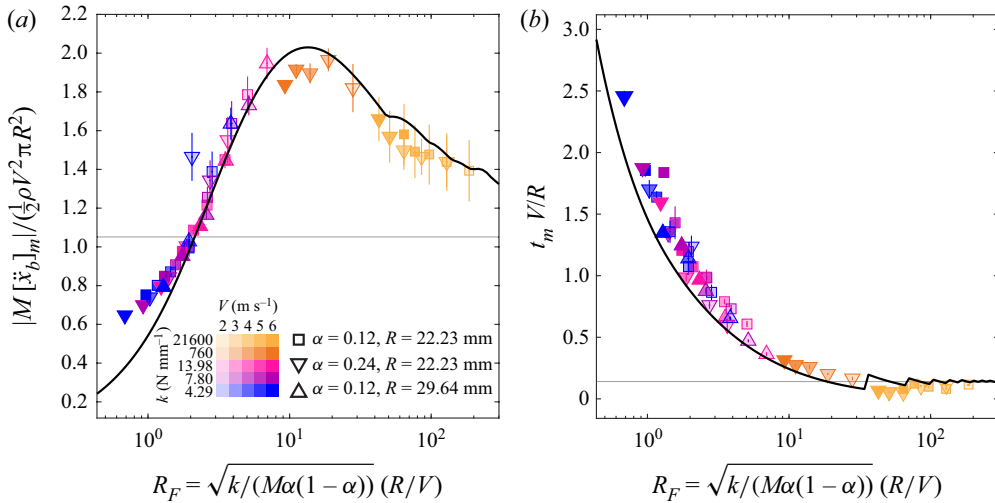 (a)
(b)
|M [ẍ_b]_m|/(½ρV²πR²)
2.2
2.0
1.8
1.6
1.4
1.2
1.0
0.8
0.6
0.4
0.2
V (m s⁻¹)
2 3 4 5 6
k (N mm⁻¹)
21600
760
13.98
7.80
4.29
α = 0.12, R = 22.23 mm
α = 0.24, R = 22.23 mm
α = 0.12, R = 29.64 mm
10⁰ 10¹ 10²
R_F = √k/(Mα(1 − α)) (R/V)
t_m V/R
3.0
2.5
2.0
1.5
1.0
0.5
0
10⁰ 10¹ 10²
R_F = √k/(Mα(1 − α)) (R/V)